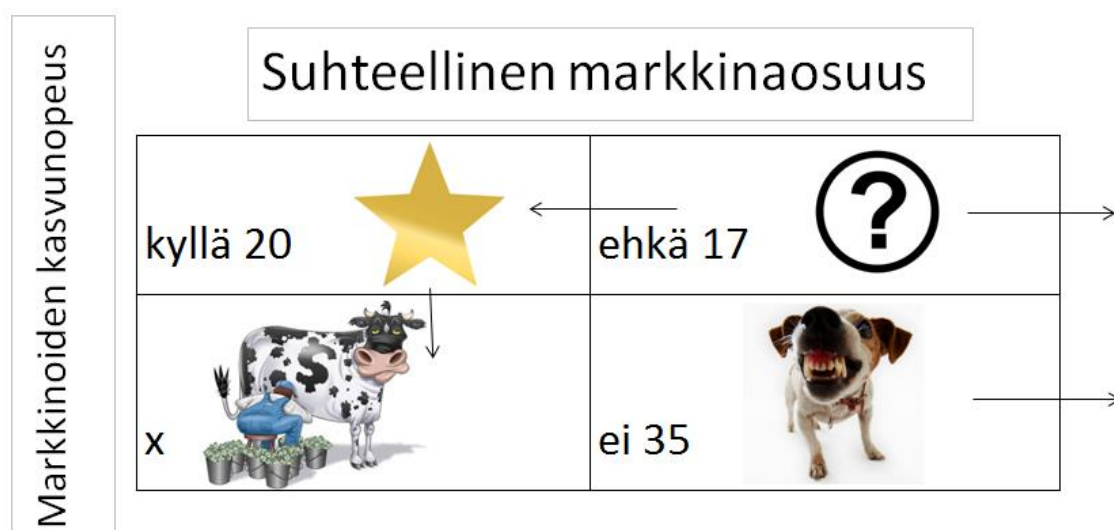 Markkinoiden kasvunopeus
Suhteellinen markkinaosuus
kyllä 20
ehkä 17
?
x
S
ei 35